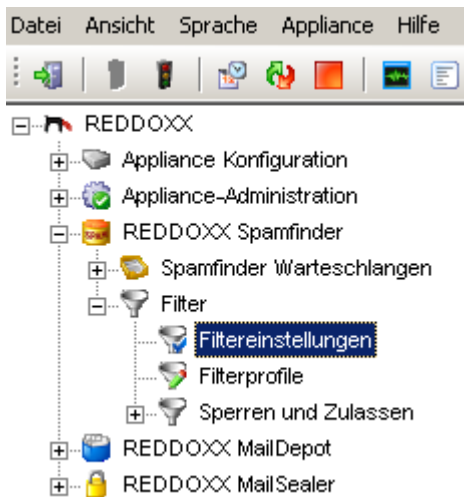 Datei Ansicht Sprache Appliance Hilfe
REDDOXX
Appliance Konfiguration
Appliance-Administration
REDDOXX Spamfinder
Spamfinder Warteschlangen
Filter
Filtereinstellungen
Filterprofile
Sperren und Zulassen
REDDOXX MailDepot
REDDOXX MailSealer